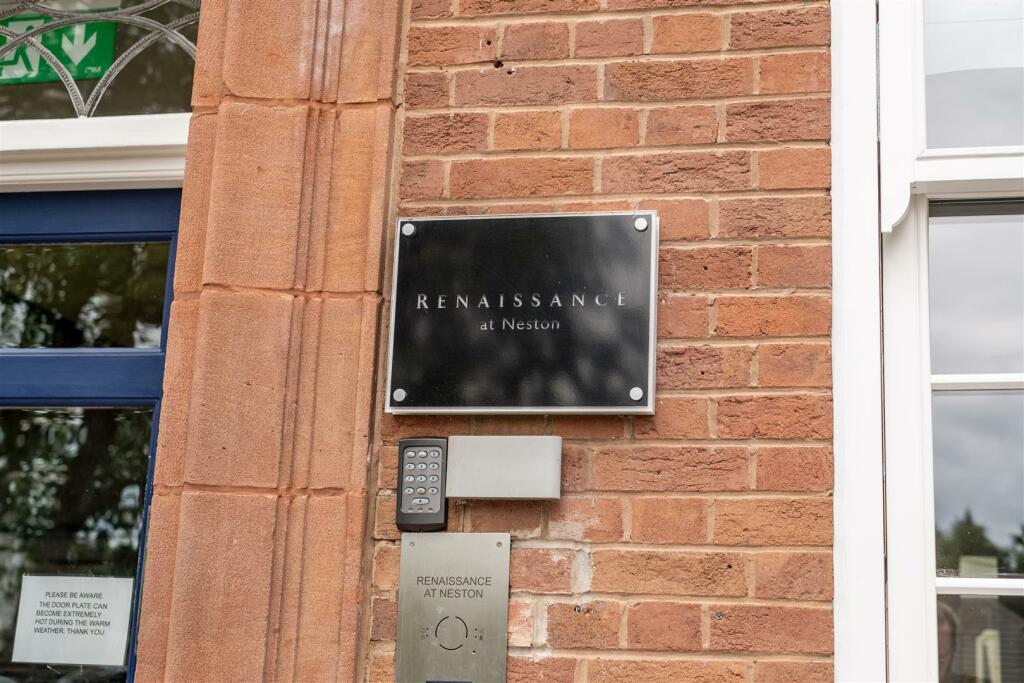 RENAISSANCE
at Neston
RENAISSANCE
AT NESTON
PLEASE BE AWARE
THE DOOR PLATE CAN
BECOME EXTREMELY
HOT DURING THE WARM
WEATHER. THANK YOU.